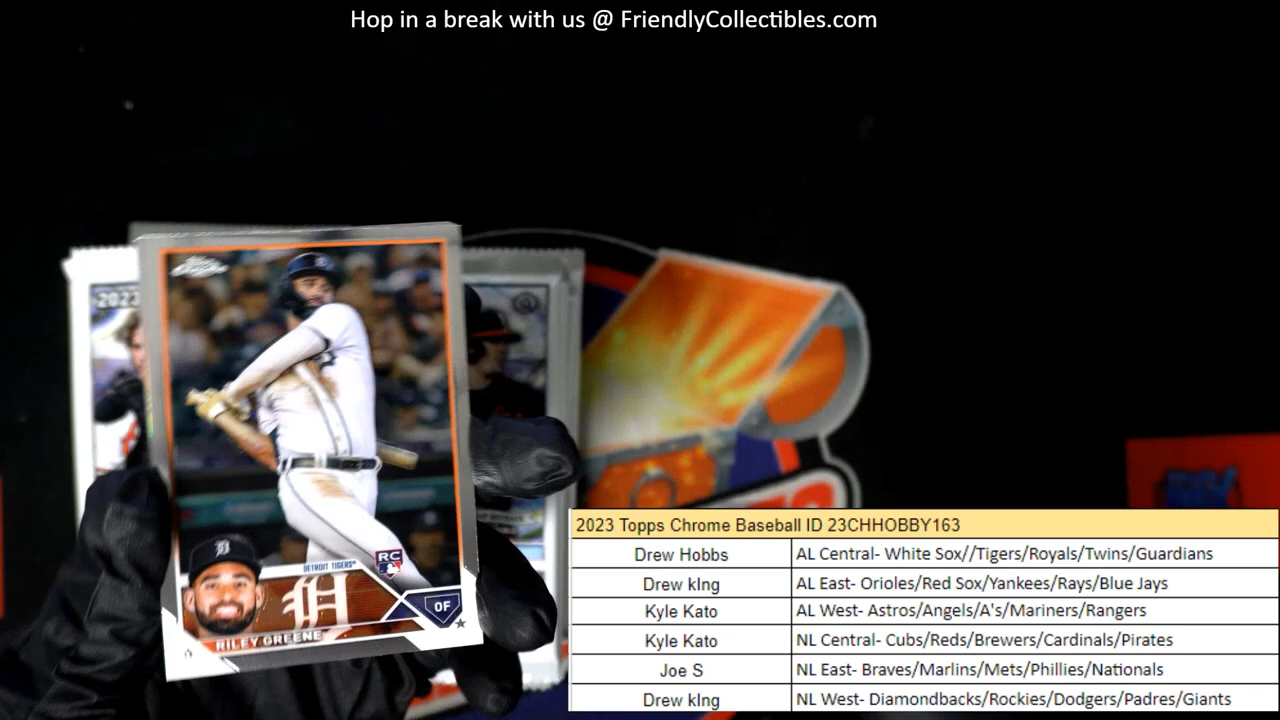 Hop in a break with us @ FriendlyCollectibles.com
2023
RC
DETROIT TIGERS
OF
RILEY GREENE
2023 Topps Chrome Baseball ID 23CHHOBBY163
Drew Hobbs AL Central- White Sox//Tigers/Royals/Twins/Guardians
Drew kIng AL East- Orioles/Red Sox/Yankees/Rays/Blue Jays
Kyle Kato AL West- Astros/Angels/A's/Mariners/Rangers
Kyle Kato NL Central- Cubs/Reds/Brewers/Cardinals/Pirates
Joe S NL East- Braves/Marlins/Mets/Phillies/Nationals
Drew kIng NL West- Diamondbacks/Rockies/Dodgers/Padres/Giants